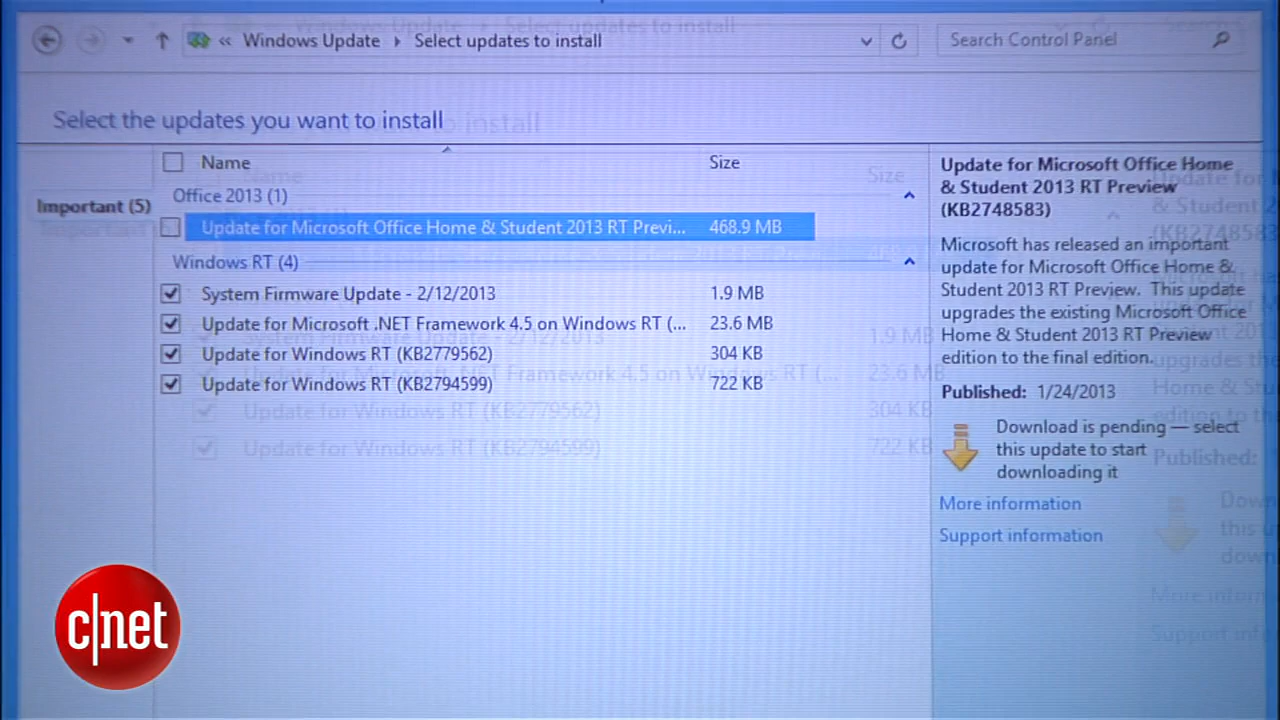 « Windows Update › Select updates to install
Search Control Panel
Select the updates you want to install
Name
Size
Important (5)
Office 2013 (1)
Update for Microsoft Office Home & Student 2013 RT Previ... 468.9 MB
Windows RT (4)
System Firmware Update - 2/12/2013 1.9 MB
Update for Microsoft .NET Framework 4.5 on Windows RT (... 23.6 MB
Update for Windows RT (KB2779562) 304 KB
Update for Windows RT (KB2794599) 722 KB
Update for Microsoft Office Home
& Student 2013 RT Preview
(KB2748583)
Microsoft has released an important
update for Microsoft Office Home &
Student 2013 RT Preview. This update
upgrades the existing Microsoft Office
Home & Student 2013 RT Preview
edition to the final edition.
Published: 1/24/2013
Download is pending — select
this update to start
downloading it
More information
Support information
c|net